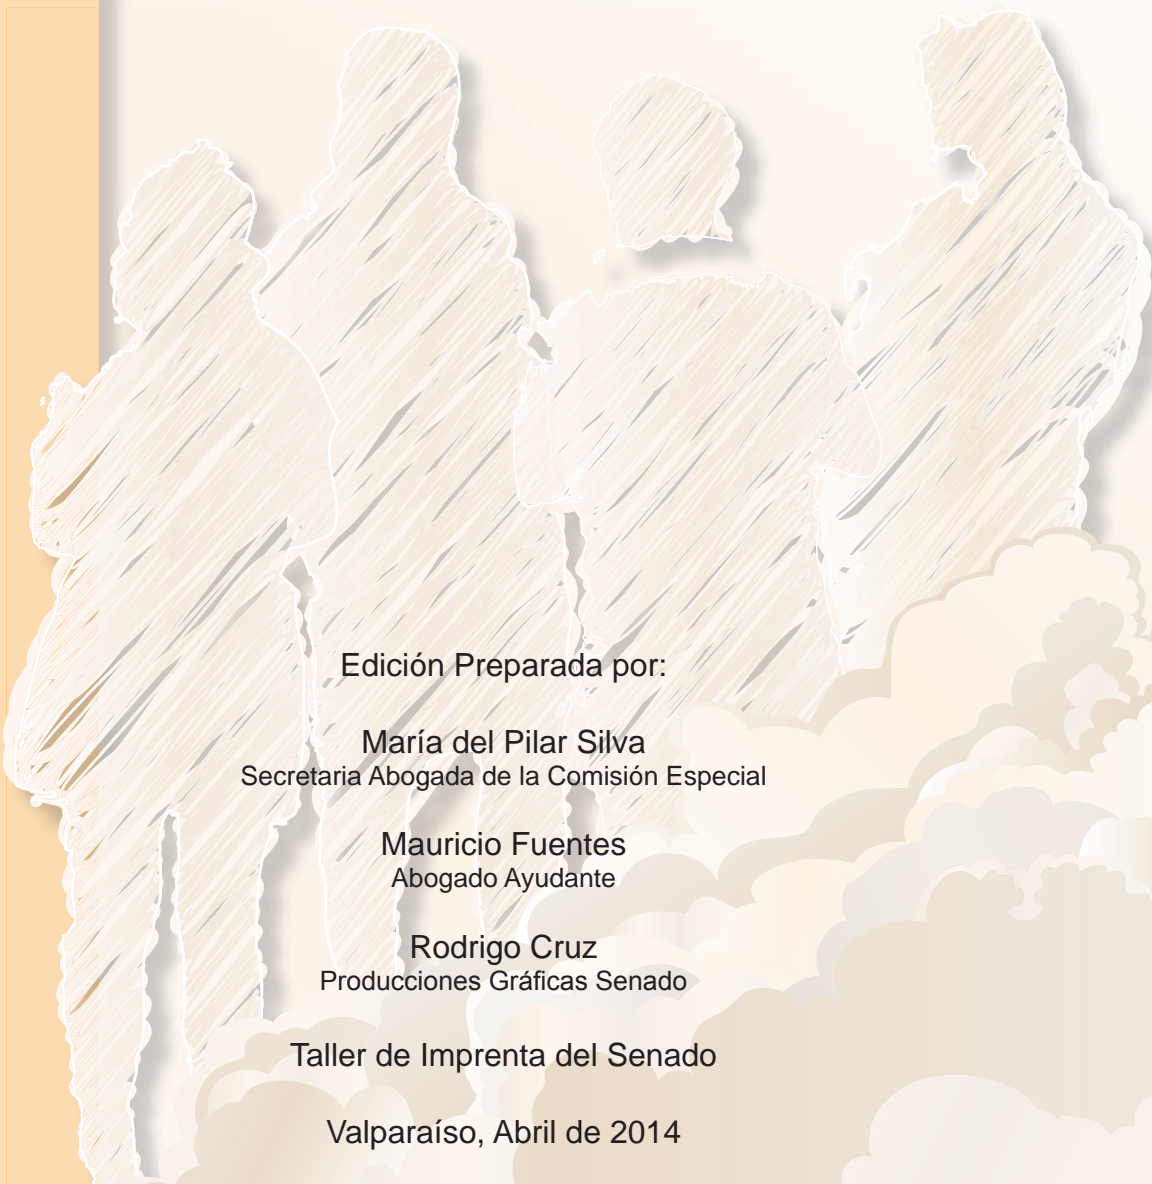 Edición Preparada por:
María del Pilar Silva
Secretaria Abogada de la Comisión Especial
Mauricio Fuentes
Abogado Ayudante
Rodrigo Cruz
Producciones Gráficas Senado
Taller de Imprenta del Senado
Valparaíso, Abril de 2014